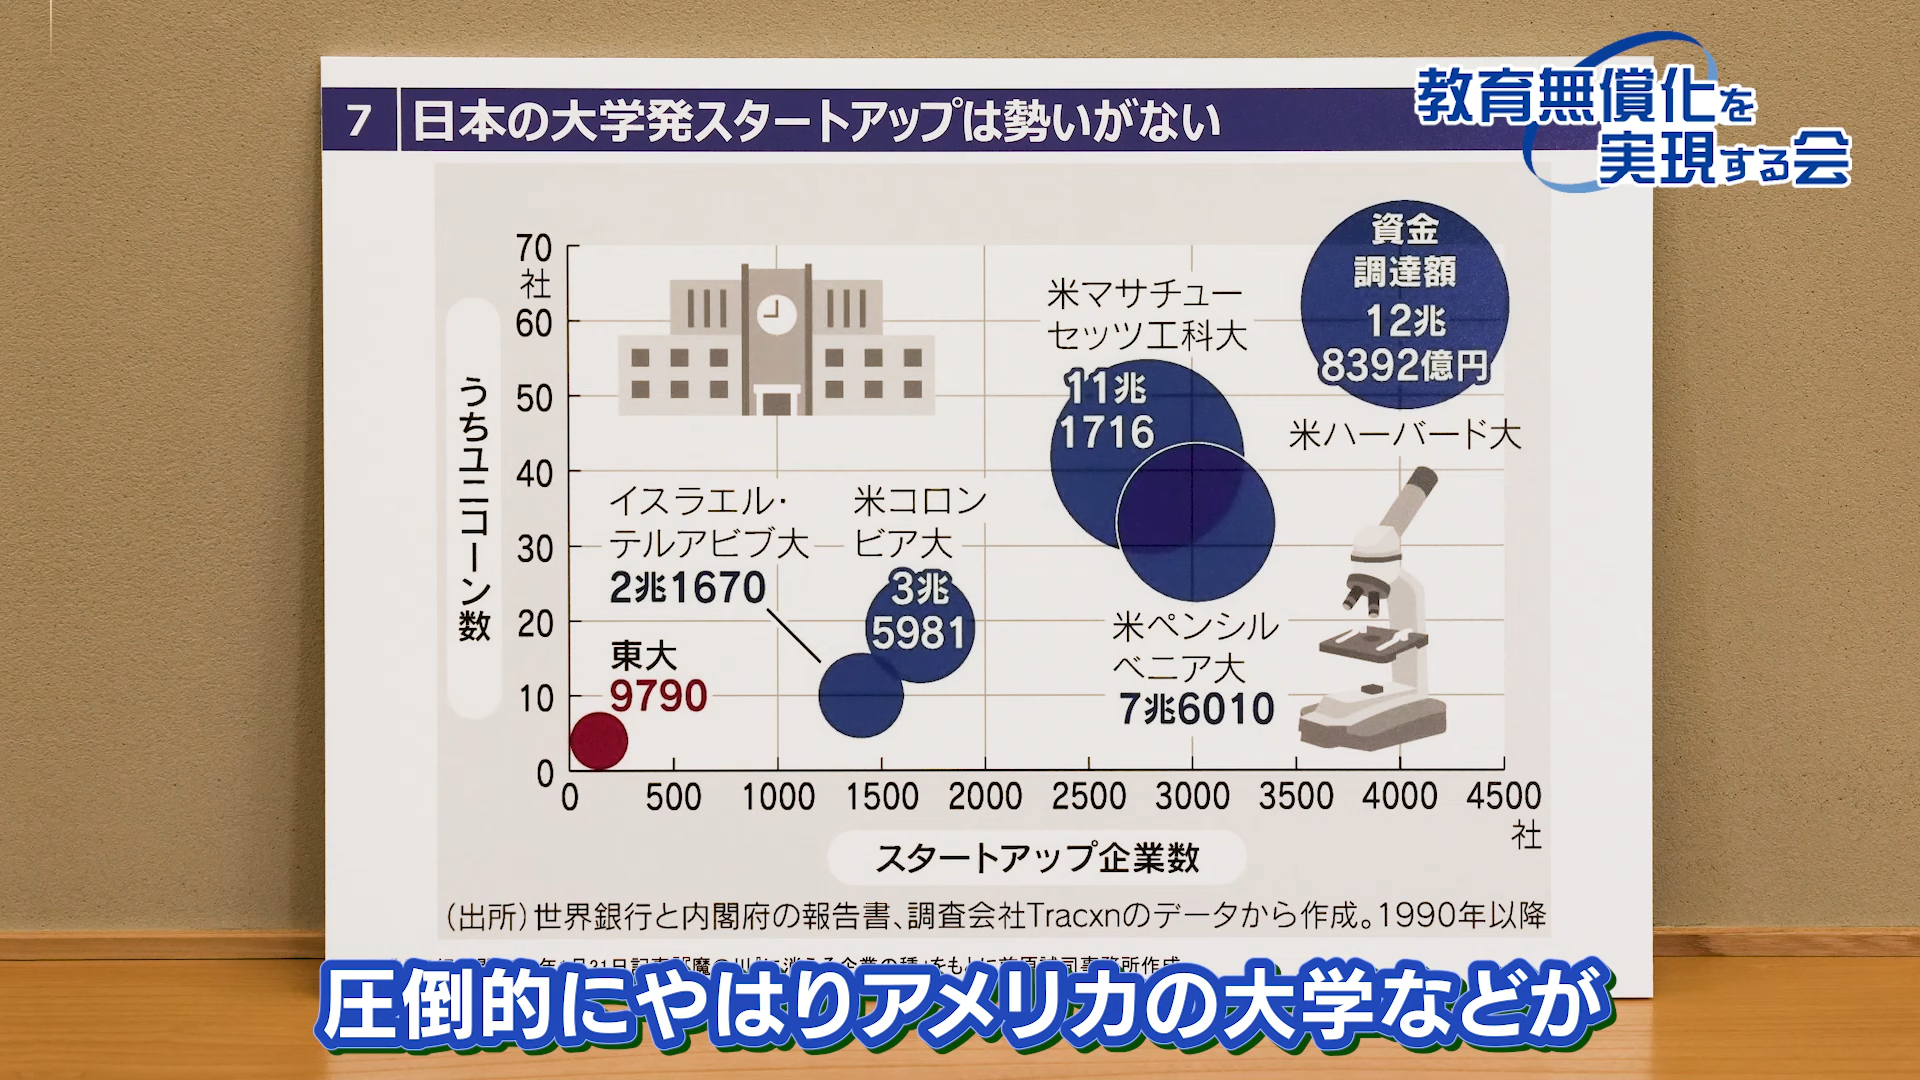 教育無償化を
実現する会
7 日本の大学発スタートアップは勢いがない
資金
調達額
12兆
8392億円
米ハーバード大
米マサチュー
セッツ工科大
11兆
1716
米ペンシル
ベニア大
7兆6010
イスラエル・
テルアビブ大
2兆1670
米コロン
ビア大
3兆
5981
東大
9790
うちユニコーン数
70
社
60
50
40
30
20
10
0
0 500 1000 1500 2000 2500 3000 3500 4000 4500
社
スタートアップ企業数
(出所)世界銀行と内閣府の報告書、調査会社Tracxnのデータから作成。1990年以降
圧倒的にやはりアメリカの大学などが